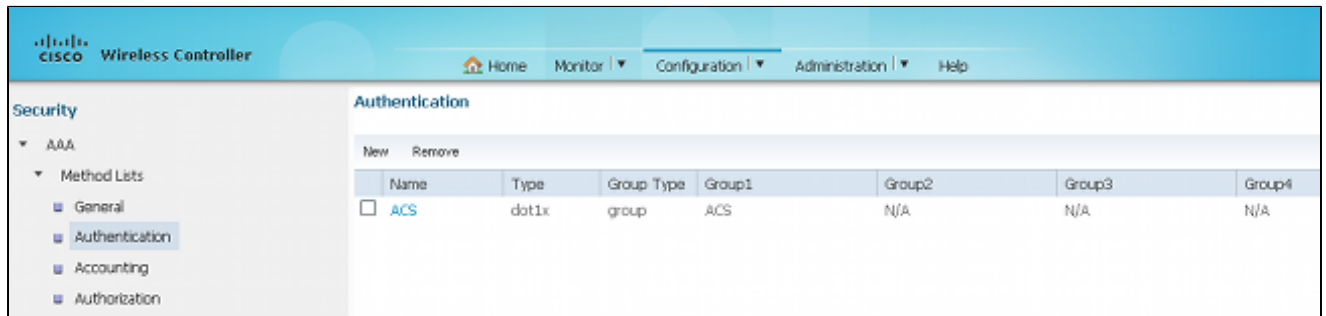 CISCO Wireless Controller
Home Monitor Configuration Administration Help
Security
AAA
Method Lists
General
Authentication
Accounting
Authorization
Authentication
New Remove
Name Type Group Type Group1 Group2 Group3 Group4
ACS dot1x group ACS N/A N/A N/A